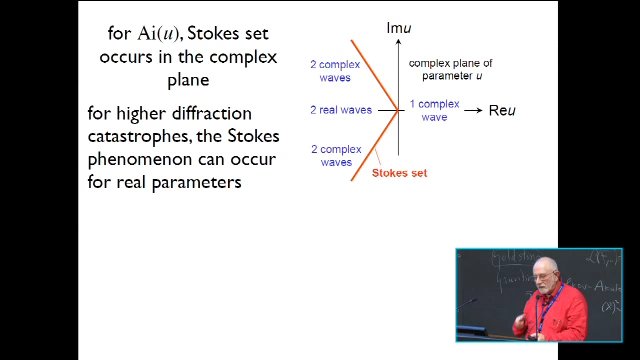 for Ai(u), Stokes set
occurs in the complex
plane
for higher diffraction
catastrophes, the Stokes
phenomenon can occur
for real parameters
Imu
2 complex
waves
complex plane of
parameter u
2 real waves
1 complex
wave
Reu
2 complex
waves
Stokes set